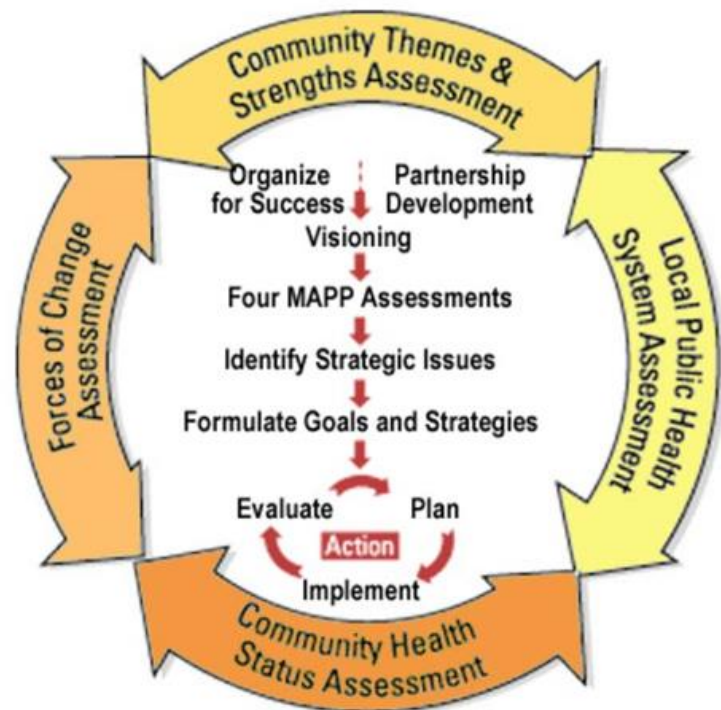 Community Themes &
Strengths Assessment
Organize
for Success
Partnership
Development
Visioning
Four MAPP Assessments
Identify Strategic Issues
Formulate Goals and Strategies
Evaluate
Plan
Action
Implement
Forces of Change
Assessment
Local Public Health
System Assessment
Community Health
Status Assessment